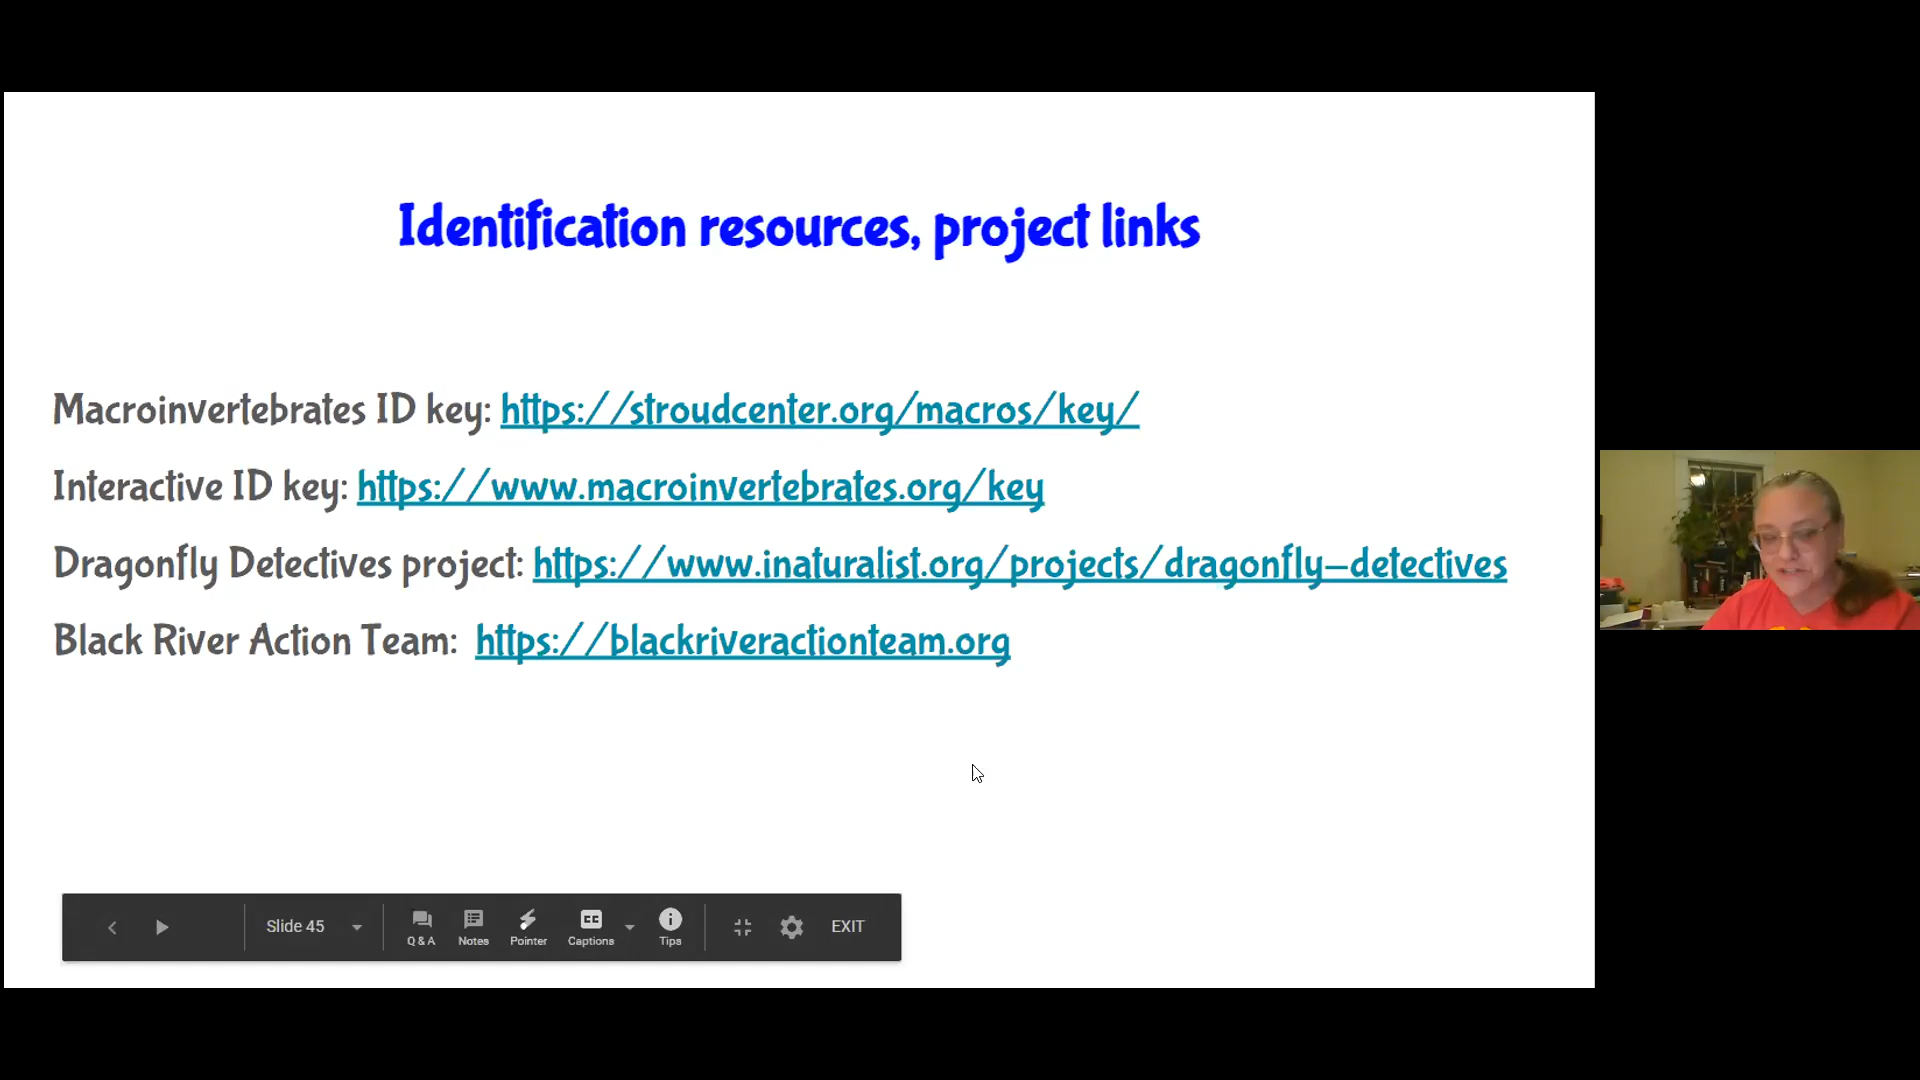 Identification resources, project links
Macroinvertebrates ID key: https://stroudcenter.org/macros/key/
Interactive ID key: https://www.macroinvertebrates.org/key
Dragonfly Detectives project: https://www.inaturalist.org/projects/dragonfly-detectives
Black River Action Team: https://blackriveractionteam.org
Slide 45 Q & A Notes Pointer Captions Tips EXIT